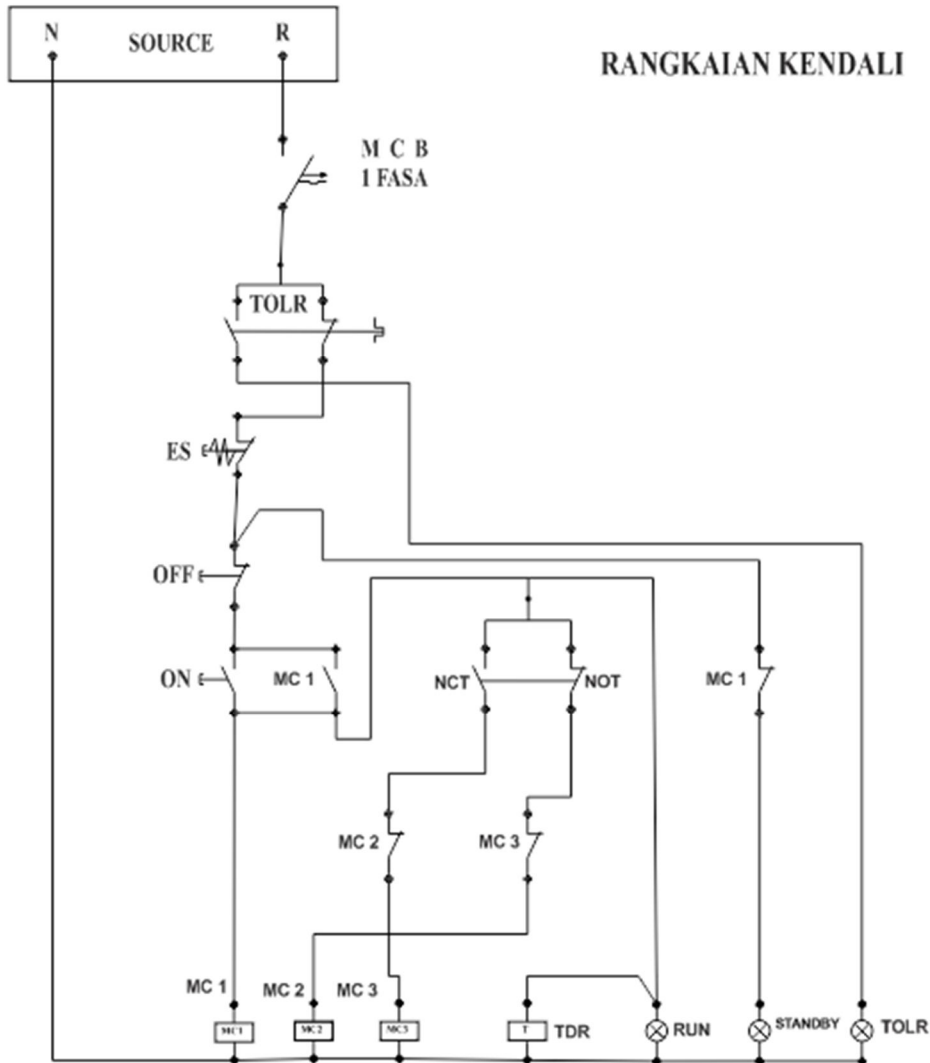 N SOURCE R
RANGKAIAN KENDALI
M C B
1 FASA
TOLR
ES
OFF
ON MC 1 NCT NOT MC 1
MC 2 MC 3
MC 1 MC 2 MC 3
MC1 MC2 MC3 T TDR RUN STANDBY TOLR